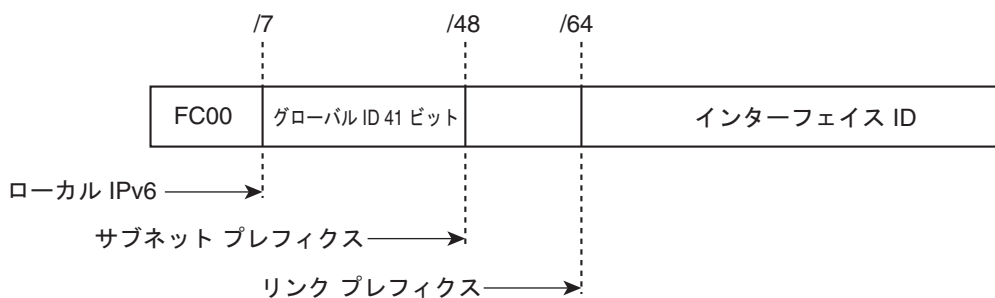 /7 /48 /64
FC00 グローバル ID 41 ビット インターフェイス ID
ローカル IPv6
サブネット プレフィクス
リンク プレフィクス